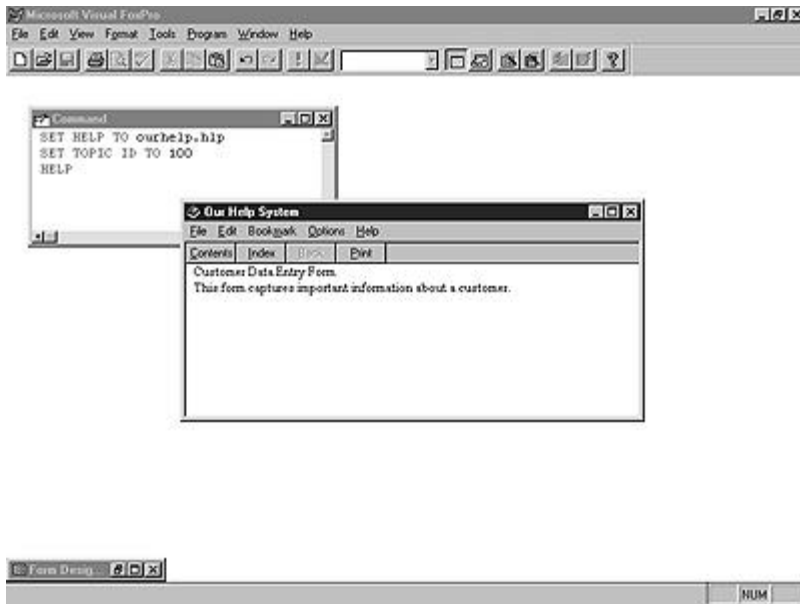 Microsoft Visual FoxPro
File Edit View Format Tools Program Window Help
Command
SET HELP TO ourhelp.hlp
SET TOPIC ID TO 100
HELP
Our Help System
File Edit Bookmark Options Help
Contents Index Back Print
Customer Data Entry Form.
This form captures important information about a customer.
Form Desig...
NUM